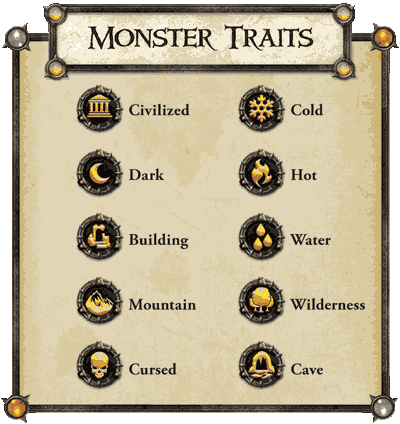 Monster Traits
Civilized
Cold
Dark
Hot
Building
Water
Mountain
Wilderness
Cursed
Cave